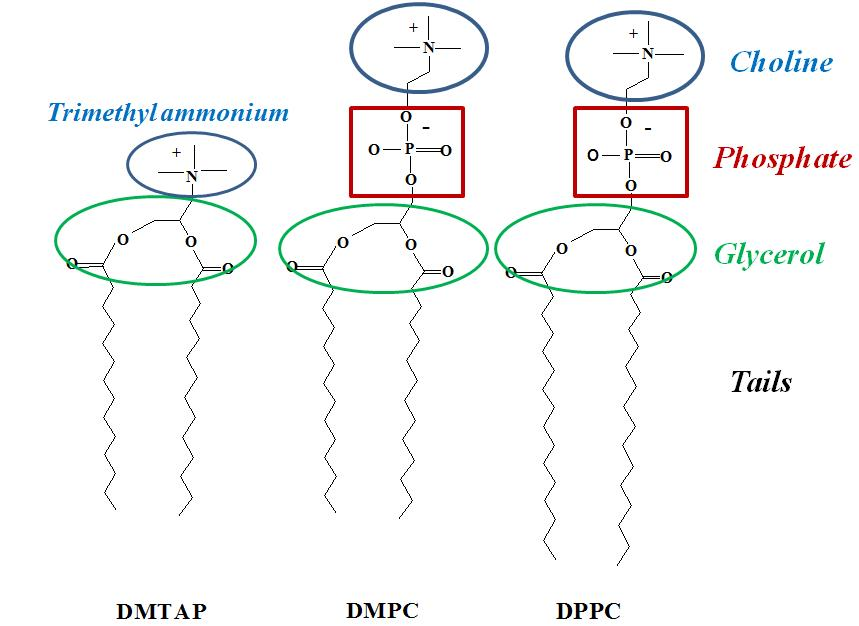 +
N
+
N
+
N
Choline
Trimethylammonium
O
-
O P O
O
O
-
O P O
O
Phosphate
O O
O O
O O
O O
O O
O O
Glycerol
Tails
DMTAP DMPC DPPC